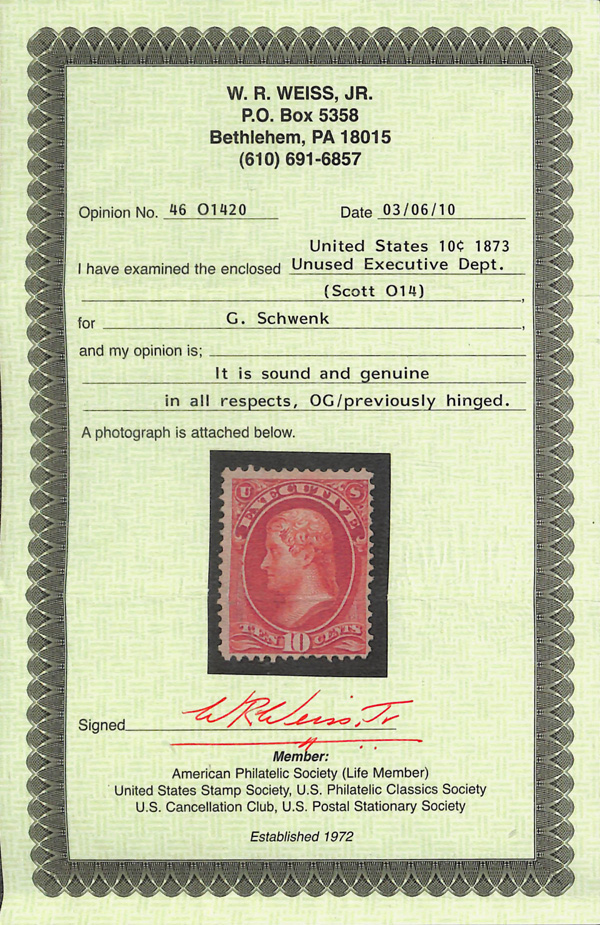 W. R. WEISS, JR.
P.O. Box 5358
Bethlehem, PA 18015
(610) 691-6857
Opinion No. 46 O1420 Date 03/06/10
United States 10¢ 1873
I have examined the enclosed Unused Executive Dept.
(Scott O14) ,
for G. Schwenk ,
and my opinion is;
It is sound and genuine
in all respects, OG/previously hinged.
A photograph is attached below.
U S
EXECUTIVE
TEN 10 CENTS
Signed W R Weiss, Jr
Member:
American Philatelic Society (Life Member)
United States Stamp Society, U.S. Philatelic Classics Society
U.S. Cancellation Club, U.S. Postal Stationary Society
Established 1972